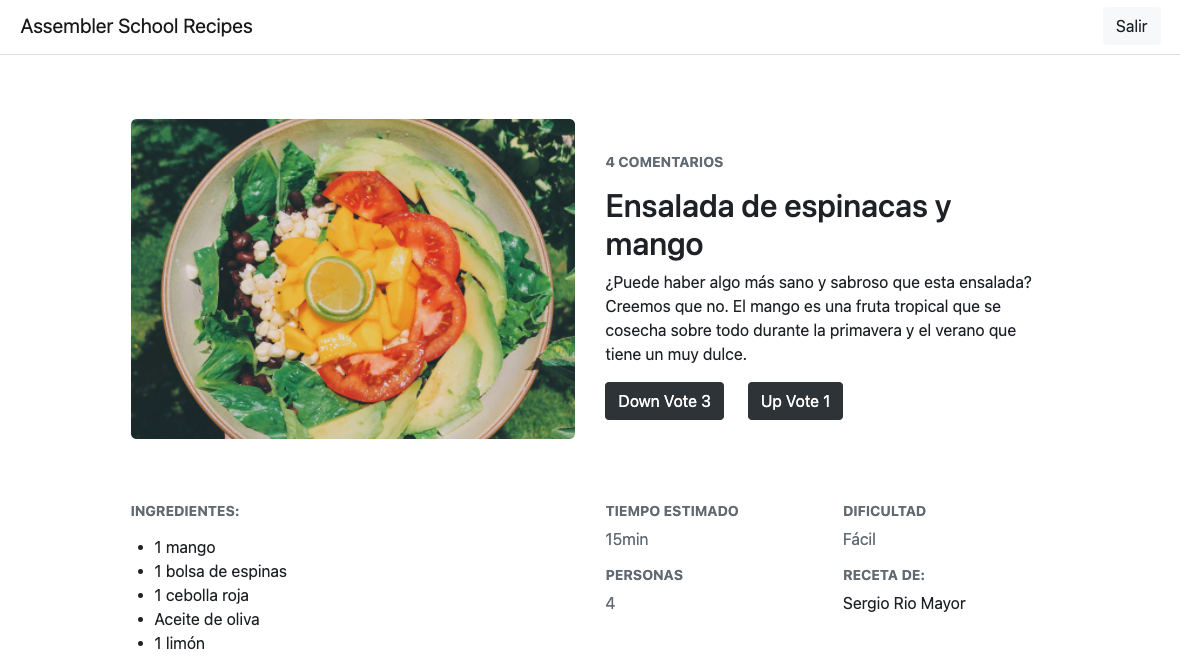 Assembler School Recipes
Salir
4 COMENTARIOS
Ensalada de espinacas y
mango
¿Puede haber algo más sano y sabroso que esta ensalada?
Creemos que no. El mango es una fruta tropical que se
cosecha sobre todo durante la primavera y el verano que
tiene un muy dulce.
Down Vote 3
Up Vote 1
INGREDIENTES:
• 1 mango
• 1 bolsa de espinas
• 1 cebolla roja
• Aceite de oliva
• 1 limón
TIEMPO ESTIMADO
15min
DIFICULTAD
Fácil
PERSONAS
4
RECETA DE:
Sergio Rio Mayor